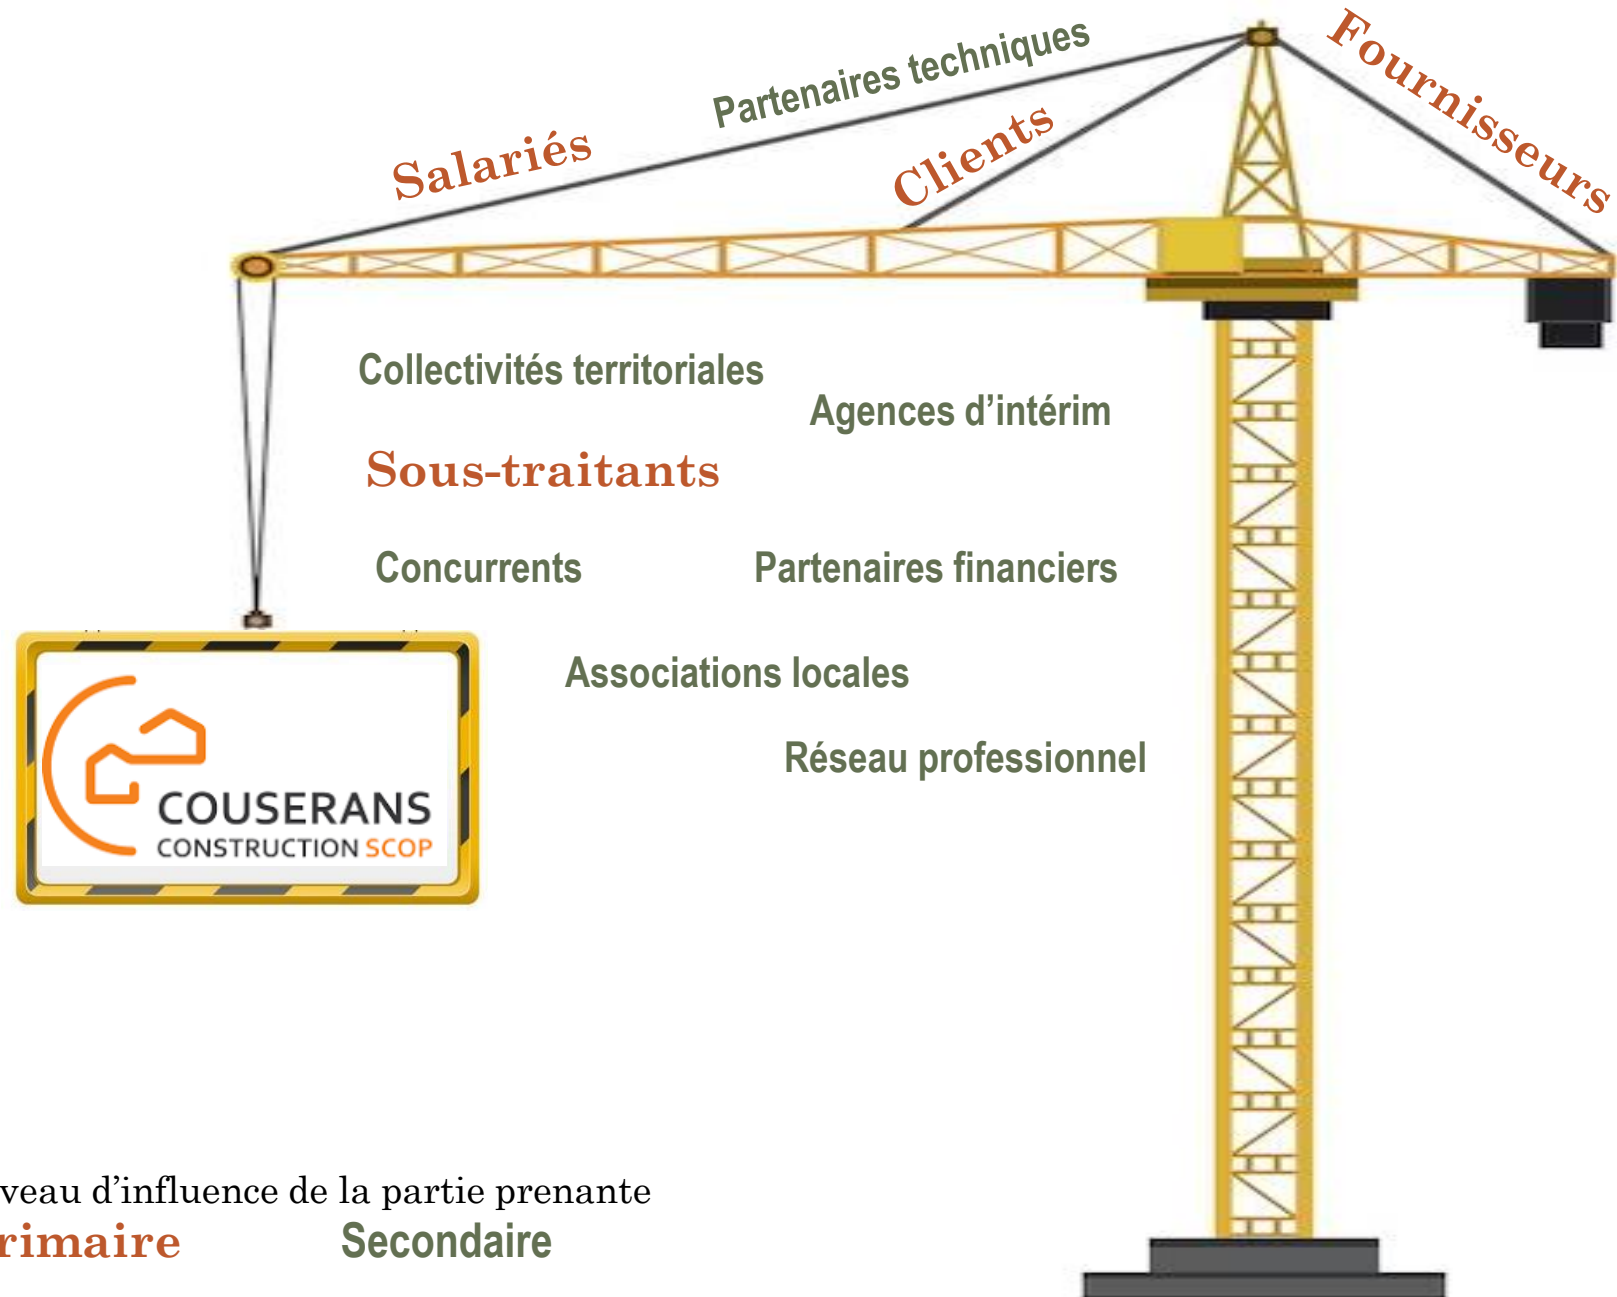 Partenaires techniques
Fournisseurs
Salariés
Clients
Collectivités territoriales
Agences d’intérim
Sous-traitants
Concurrents
Partenaires financiers
Associations locales
Réseau professionnel
COUSERANS
CONSTRUCTION SCOP
veau d’influence de la partie prenante
rimaire
Secondaire